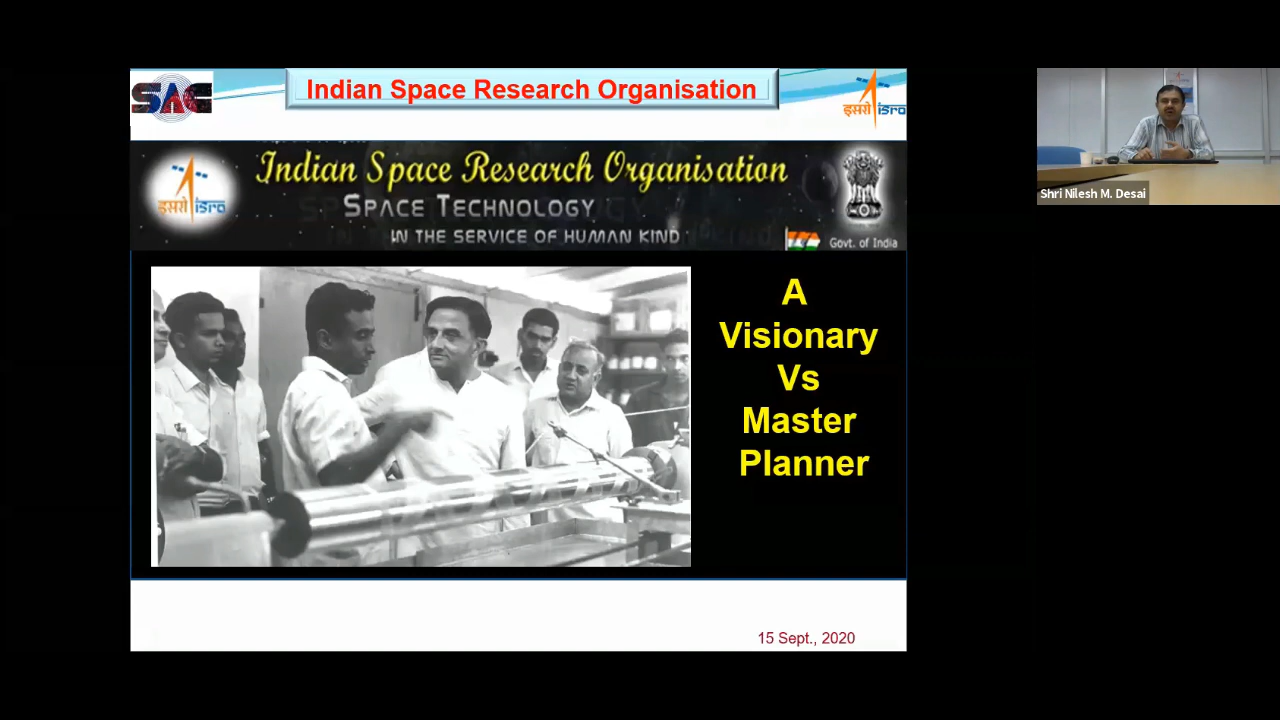 SAC
Indian Space Research Organisation
इसरो isro
Indian Space Research Organisation
SPACE TECHNOLOGY
IN THE SERVICE OF HUMAN KIND
इसरो isro
Govt. of India
A
Visionary
Vs
Master
Planner
15 Sept., 2020
Shri Nilesh M. Desai